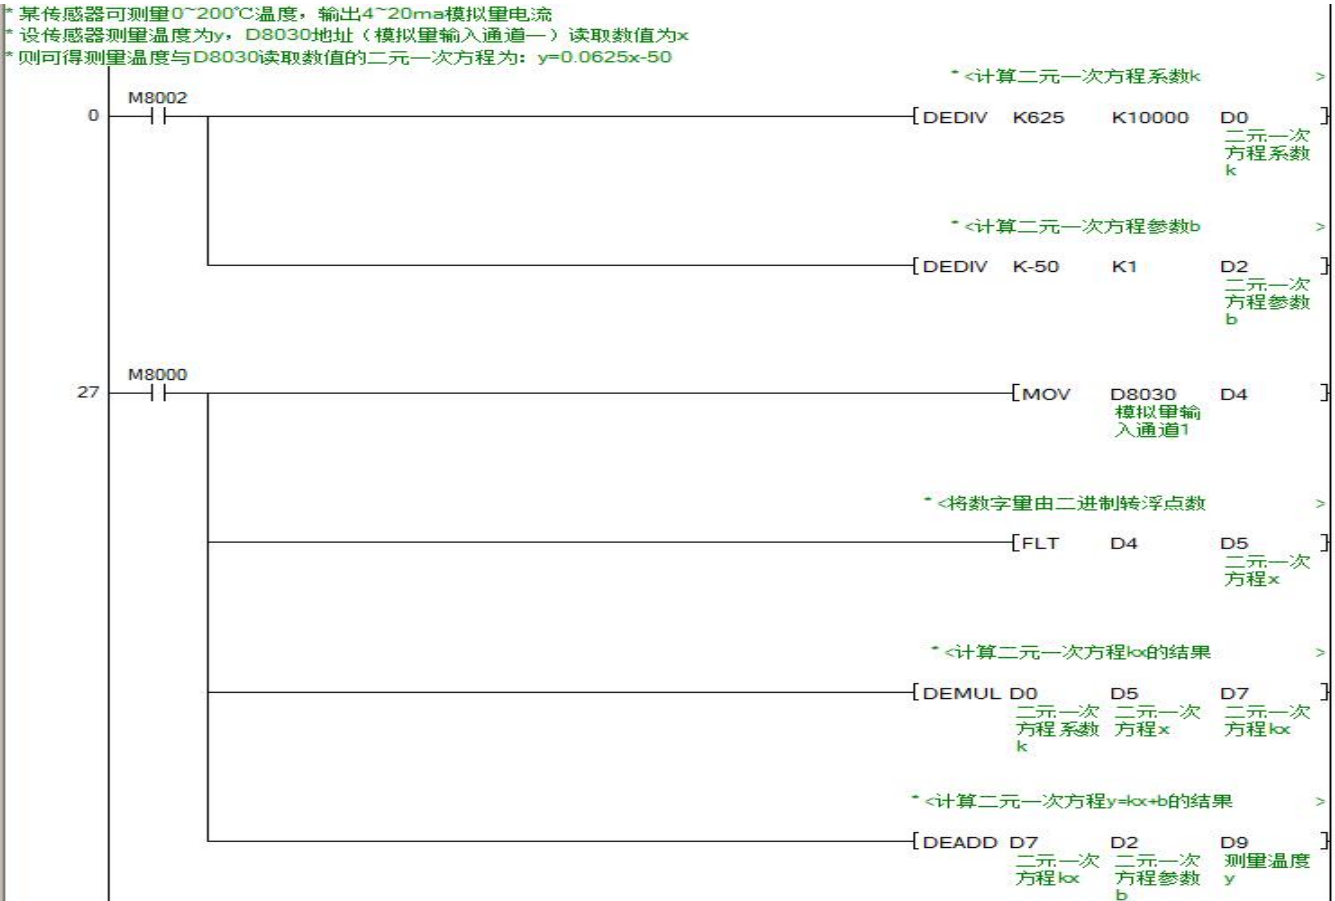 * 某传感器可测量0~200℃温度，输出4~20ma模拟量电流
* 设传感器测量温度为y，D8030地址（模拟量输入通道一）读取数值为x
* 则可得测量温度与D8030读取数值的二元一次方程为：y=0.0625x-50
* <计算二元一次方程系数k >
M8002
0 [DEDIV K625 K10000 D0 ]
二元一次
方程系数
k
* <计算二元一次方程参数b >
[DEDIV K-50 K1 D2 ]
二元一次
方程参数
b
M8000
27 [MOV D8030 D4 ]
模拟里输
入通道1
* <将数字里由二进制转浮点数 >
[FLT D4 D5 ]
二元一次
方程x
* <计算二元一次方程kx的结果 >
[DEMUL D0 D5 D7 ]
二元一次 二元一次 二元一次
方程系数 方程x 方程kx
k
* <计算二元一次方程y=kx+b的结果 >
[DEADD D7 D2 D9 ]
二元一次 二元一次 测量温度
方程kx 方程参数 y
b